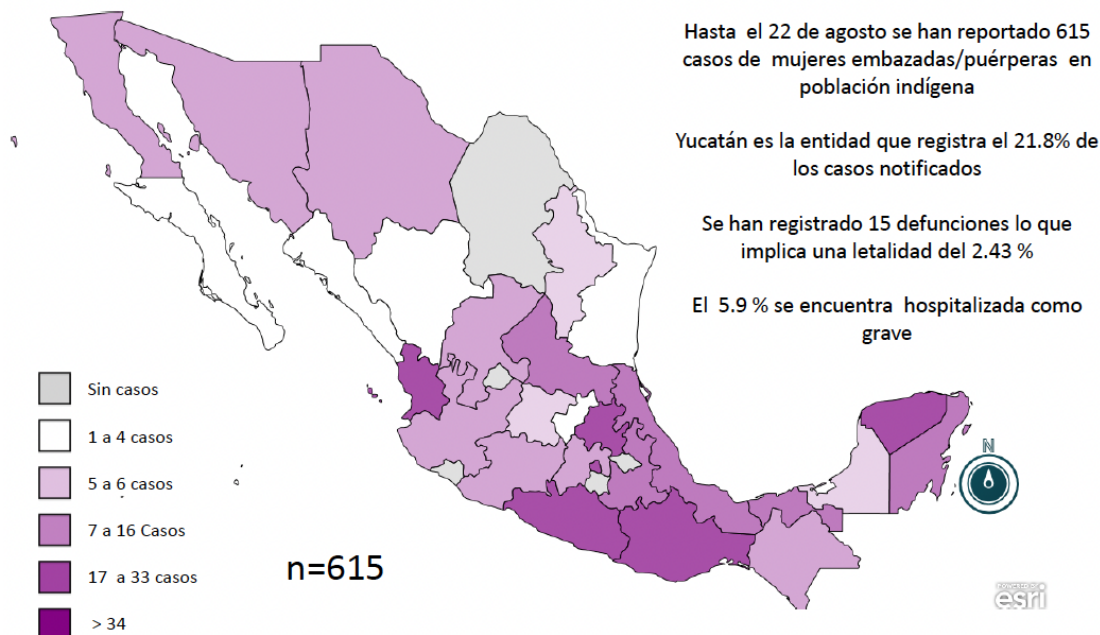 Hasta el 22 de agosto se han reportado 615
casos de mujeres embazadas/puérperas en
población indígena
Yucatán es la entidad que registra el 21.8% de
los casos notificados
Se han registrado 15 defunciones lo que
implica una letalidad del 2.43 %
El 5.9 % se encuentra hospitalizada como
grave
Sin casos
1 a 4 casos
5 a 6 casos
7 a 16 Casos
17 a 33 casos
> 34
n=615
N
POWERED BY
esri